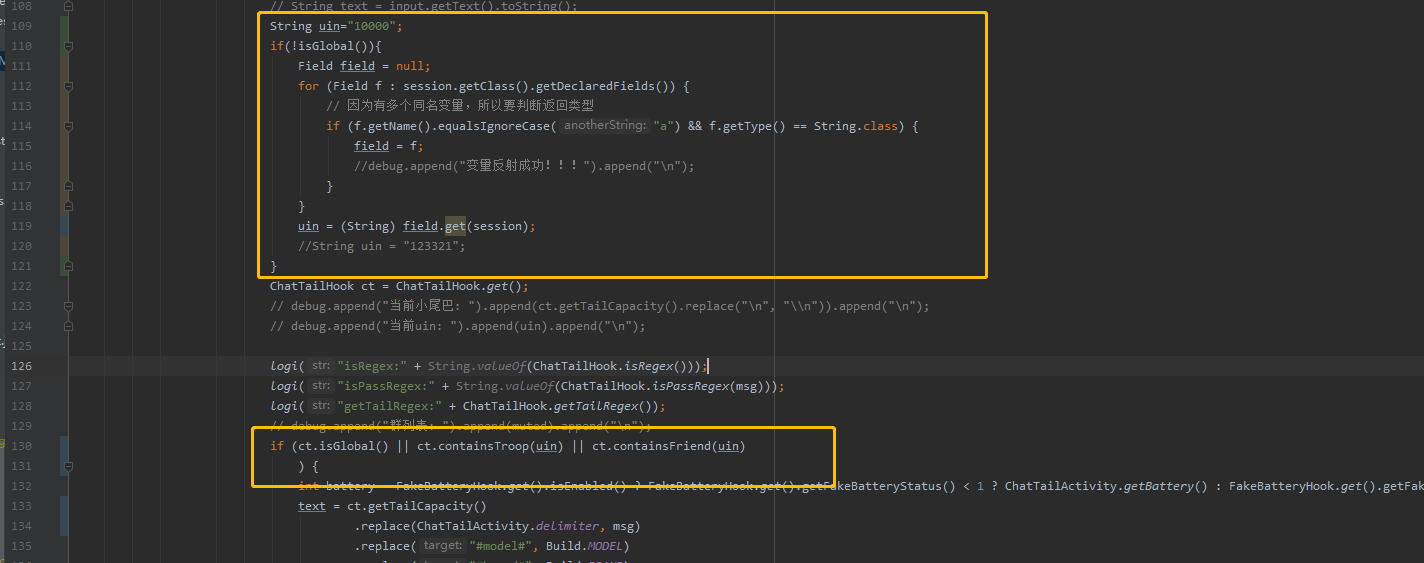 108 // String text = input.getText().toString();
109 String uin="10000";
110 if(!isGlobal()){
111 Field field = null;
112 for (Field f : session.getClass().getDeclaredFields()) {
113 // 因为有多个同名变量，所以要判断返回类型
114 if (f.getName().equalsIgnoreCase( anotherString: "a") && f.getType() == String.class) {
115 field = f;
116 //debug.append("变量反射成功！！！").append("\n");
117 }
118 }
119 uin = (String) field.get(session);
120 //String uin = "123321";
121 }
122 ChatTailHook ct = ChatTailHook.get();
123 // debug.append("当前小尾巴: ").append(ct.getTailCapacity().replace("\n", "\\n")).append("\n");
124 // debug.append("当前uin: ").append(uin).append("\n");
125
126 logi( str: "isRegex:" + String.valueOf(ChatTailHook.isRegex()));
127 logi( str: "isPassRegex:" + String.valueOf(ChatTailHook.isPassRegex(msg)));
128 logi( str: "getTailRegex:" + ChatTailHook.getTailRegex());
129 // debug.append("群列表: ").append(muted).append("\n");
130 if (ct.isGlobal() || ct.containsTroop(uin) || ct.containsFriend(uin)
131 ) {
132 int battery = FakeBatteryHook.get().isEnabled() ? FakeBatteryHook.get().getFakeBatteryStatus() < 1 ? ChatTailActivity.getBattery() : FakeBatteryHook.get().getFak
133 text = ct.getTailCapacity()
134 .replace(ChatTailActivity.delimiter, msg)
135 .replace( target: "#model#", Build.MODEL)